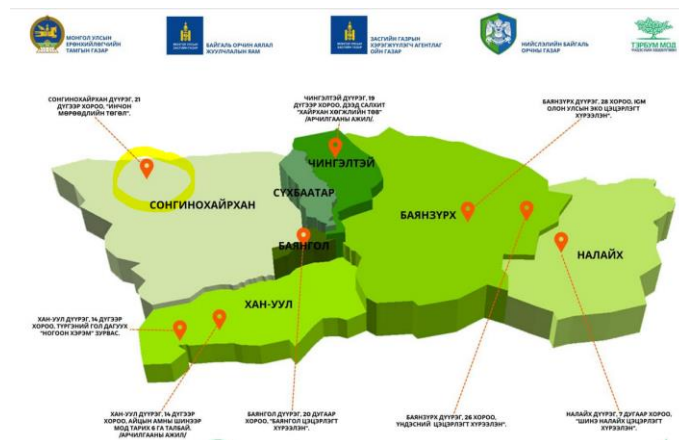 МОНГОЛ УЛСЫН
ЕРӨНХИЙЛӨГЧИЙН
ТАМГЫН ГАЗАР
БАЙГАЛЬ ОРЧИН АЯЛАЛ
ЖУУЛЧЛАЛЫН ЯАМ
ЗАСГИЙН ГАЗРЫН
ХЭРЭГЖҮҮЛЭГЧ АГЕНТЛАГ
ОЙН ГАЗАР
НИЙСЛЭЛИЙН БАЙГАЛЬ
ОРЧНЫ ГАЗАР
ТЭРБУМ МОД
СОНГИНОХАЙРХАН ДҮҮРЭГ, 21
ДҮГЭЭР ХОРОО, "ИНЧОН
МӨРӨӨДЛИЙН ТӨГӨЛ".
ЧИНГЭЛТЭЙ ДҮҮРЭГ, 19
ДҮГЭЭР ХОРОО, ДЭЭД САЛХИТ
"ХАЙРХАН ХӨГЖЛИЙН ТӨВ"
/АРЧИЛГААНЫ АЖИЛ/.
БАЯНЗҮРХ ДҮҮРЭГ, 28 ХОРОО, IGM
ОЛОН УЛСЫН ЭКО ЦЭЦЭРЛЭГТ
ХҮРЭЭЛЭН".
ЧИНГЭЛТЭЙ
СҮХБААТАР
СОНГИНОХАЙРХАН
БАЯНЗҮРХ
БАЯНГОЛ
НАЛАЙХ
ХАН-УУЛ
ХАН-УУЛ ДҮҮРЭГ, 14 ДҮГЭЭР
ХОРОО, ТҮРГЭНИЙ ГОЛ ДАГУУХ
"НОГООН ХЭРЭМ" ЗУРВАС.
ХАН-УУЛ ДҮҮРЭГ, 14 ДҮГЭЭР
ХОРОО, АЙЦЫН АМНЫ ШИНЭЭР
МОД ТАРИХ 6 ГА ТАЛБАЙ.
/АРЧИЛГААНЫ АЖИЛ/
БАЯНГОЛ ДҮҮРЭГ, 20 ДУГААР
ХОРОО, "БАЯНГОЛ ЦЭЦЭРЛЭГТ
ХҮРЭЭЛЭН".
БАЯНЗҮРХ ДҮҮРЭГ, 26 ХОРОО,
ҮНДЭСНИЙ ЦЭЦЭРЛЭГТ
ХҮРЭЭЛЭН".
НАЛАЙХ ДҮҮРЭГ, 7 ДУГААР ХОРОО,
"ШИНЭ НАЛАЙХ ЦЭЦЭРЛЭГТ
ХҮРЭЭЛЭН".